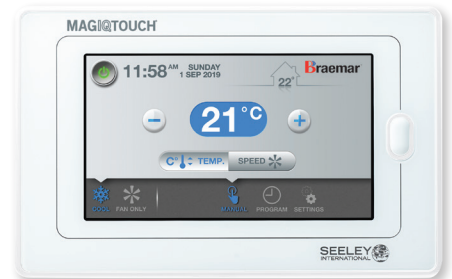 MAGIQTOUCH
11:58 AM SUNDAY
1 SEP 2019
Braemar
22°
21°C
C° TEMP. SPEED
COOL FAN ONLY MANUAL PROGRAM SETTINGS
SEELEY
INTERNATIONAL